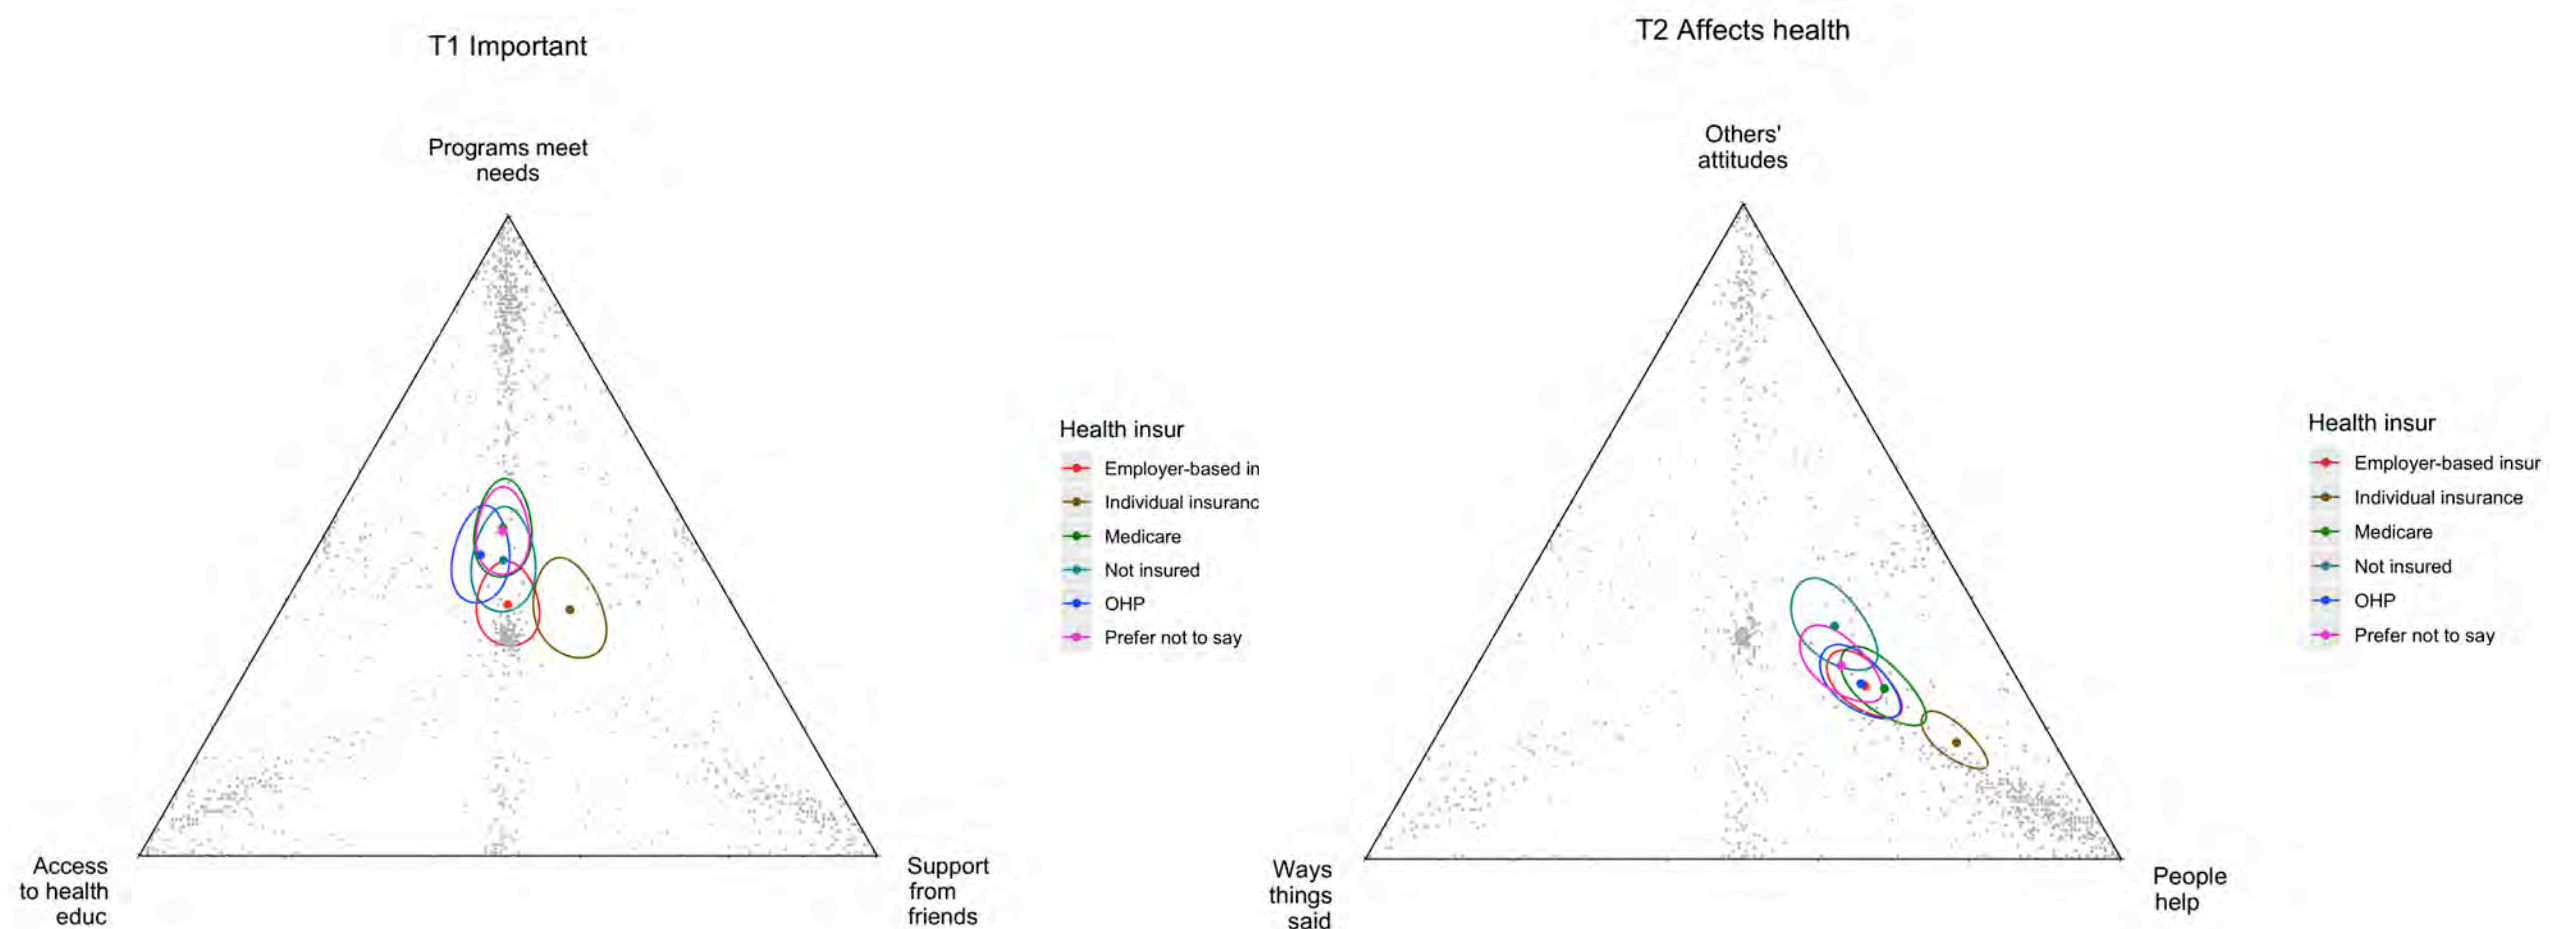 T1 Important
Programs meet
needs
Access
to health
educ
Support
from
friends
Health insur
Employer-based in
Individual insuranc
Medicare
Not insured
OHP
Prefer not to say
T2 Affects health
Others'
attitudes
Ways
things
said
People
help
Health insur
Employer-based insur
Individual insurance
Medicare
Not insured
OHP
Prefer not to say